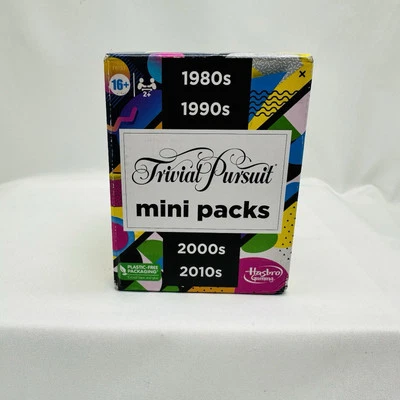 16+
2+
1980s
1990s
Trivial Pursuit
mini packs
2000s
2010s
PLASTIC-FREE
PACKAGING
Hasbro
Gaming